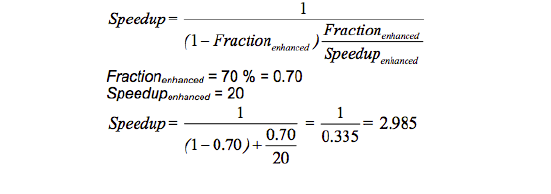 Speedup = 1 / ((1 − Fraction_enhanced) Fraction_enhanced / Speedup_enhanced)
Fraction_enhanced = 70 % = 0.70
Speedup_enhanced = 20
Speedup = 1 / ((1 − 0.70) + 0.70 / 20) = 1 / 0.335 = 2.985